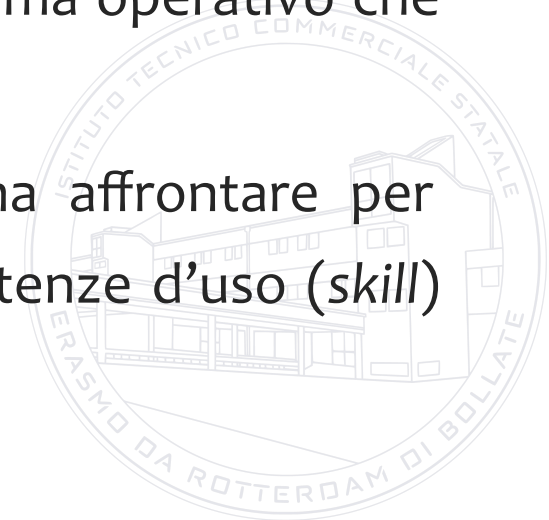 ma operativo che
na affrontare per
tenze d’uso (skill)
ISTITUTO TECNICO COMMERCIALE STATALE
ERASMO DA ROTTERDAM DI BOLLATE